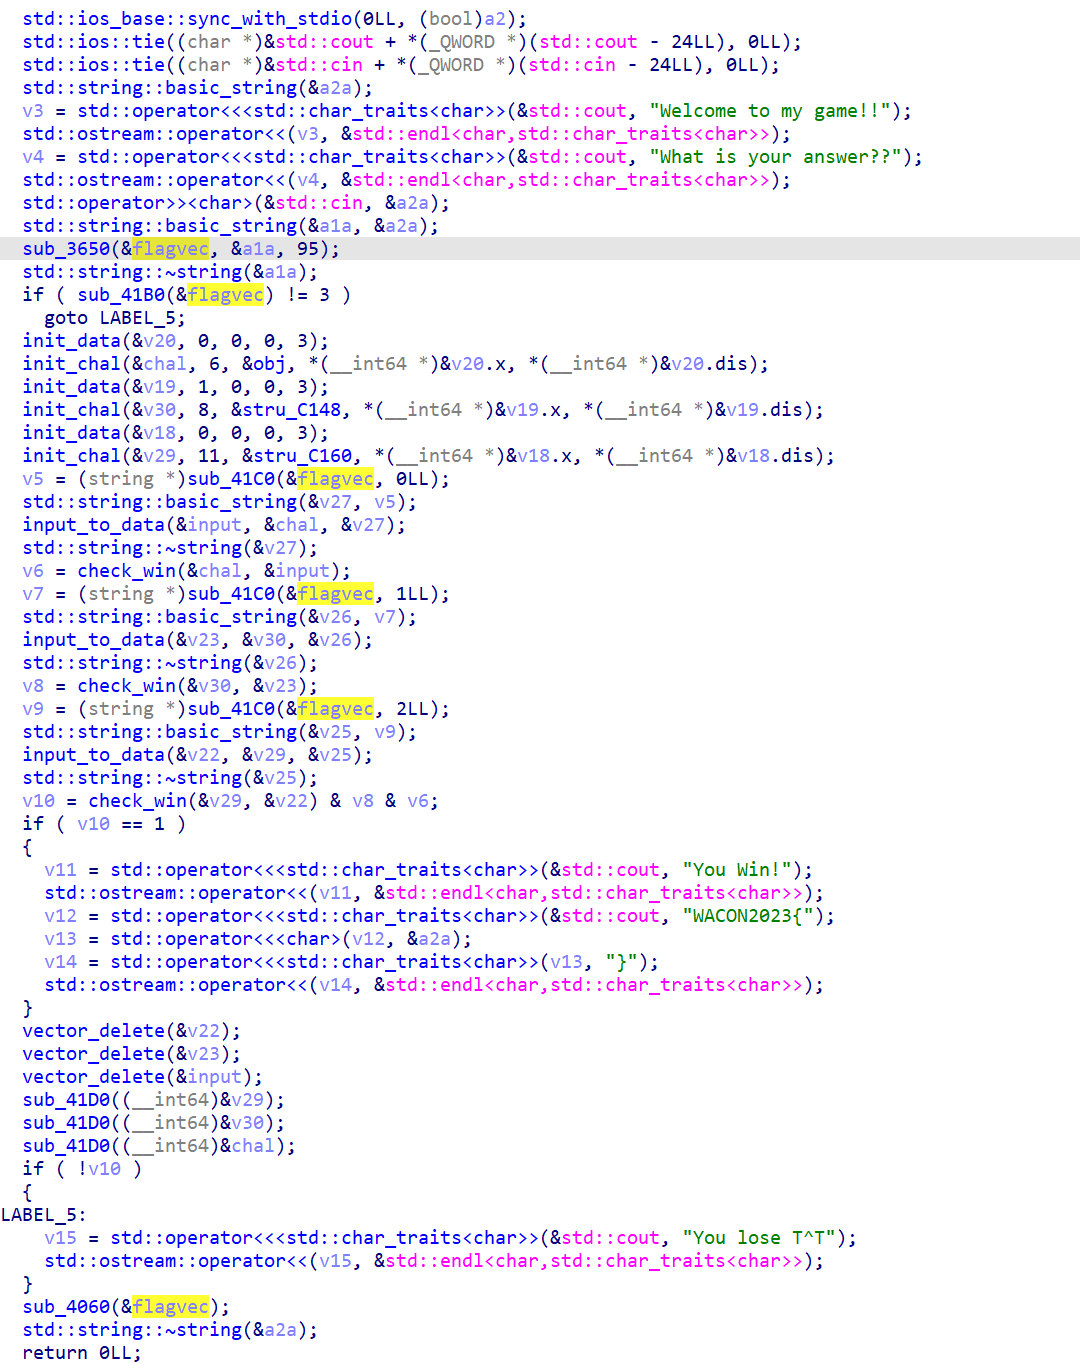 std::ios_base::sync_with_stdio(0LL, (bool)a2);
std::ios::tie((char *)&std::cout + *(_QWORD *)(std::cout - 24LL), 0LL);
std::ios::tie((char *)&std::cin + *(_QWORD *)(std::cin - 24LL), 0LL);
std::string::basic_string(&a2a);
v3 = std::operator<<<std::char_traits<char>>(&std::cout, "Welcome to my game!!");
std::ostream::operator<<(v3, &std::endl<char,std::char_traits<char>>);
v4 = std::operator<<<std::char_traits<char>>(&std::cout, "What is your answer??");
std::ostream::operator<<(v4, &std::endl<char,std::char_traits<char>>);
std::operator>><char>(&std::cin, &a2a);
std::string::basic_string(&a1a, &a2a);
sub_3650(&flagvec, &a1a, 95);
std::string::~string(&a1a);
if ( sub_41B0(&flagvec) != 3 )
goto LABEL_5;
init_data(&v20, 0, 0, 0, 3);
init_chal(&chal, 6, &obj, *(__int64 *)&v20.x, *(__int64 *)&v20.dis);
init_data(&v19, 1, 0, 0, 3);
init_chal(&v30, 8, &stru_C148, *(__int64 *)&v19.x, *(__int64 *)&v19.dis);
init_data(&v18, 0, 0, 0, 3);
init_chal(&v29, 11, &stru_C160, *(__int64 *)&v18.x, *(__int64 *)&v18.dis);
v5 = (string *)sub_41C0(&flagvec, 0LL);
std::string::basic_string(&v27, v5);
input_to_data(&input, &chal, &v27);
std::string::~string(&v27);
v6 = check_win(&chal, &input);
v7 = (string *)sub_41C0(&flagvec, 1LL);
std::string::basic_string(&v26, v7);
input_to_data(&v23, &v30, &v26);
std::string::~string(&v26);
v8 = check_win(&v30, &v23);
v9 = (string *)sub_41C0(&flagvec, 2LL);
std::string::basic_string(&v25, v9);
input_to_data(&v22, &v29, &v25);
std::string::~string(&v25);
v10 = check_win(&v29, &v22) & v8 & v6;
if ( v10 == 1 )
{
v11 = std::operator<<<std::char_traits<char>>(&std::cout, "You Win!");
std::ostream::operator<<(v11, &std::endl<char,std::char_traits<char>>);
v12 = std::operator<<<std::char_traits<char>>(&std::cout, "WACON2023{");
v13 = std::operator<<<char>(v12, &a2a);
v14 = std::operator<<<std::char_traits<char>>(v13, "}");
std::ostream::operator<<(v14, &std::endl<char,std::char_traits<char>>);
}
vector_delete(&v22);
vector_delete(&v23);
vector_delete(&input);
sub_41D0((__int64)&v29);
sub_41D0((__int64)&v30);
sub_41D0((__int64)&chal);
if ( !v10 )
{
LABEL_5:
v15 = std::operator<<<std::char_traits<char>>(&std::cout, "You lose T^T");
std::ostream::operator<<(v15, &std::endl<char,std::char_traits<char>>);
}
sub_4060(&flagvec);
std::string::~string(&a2a);
return 0LL;